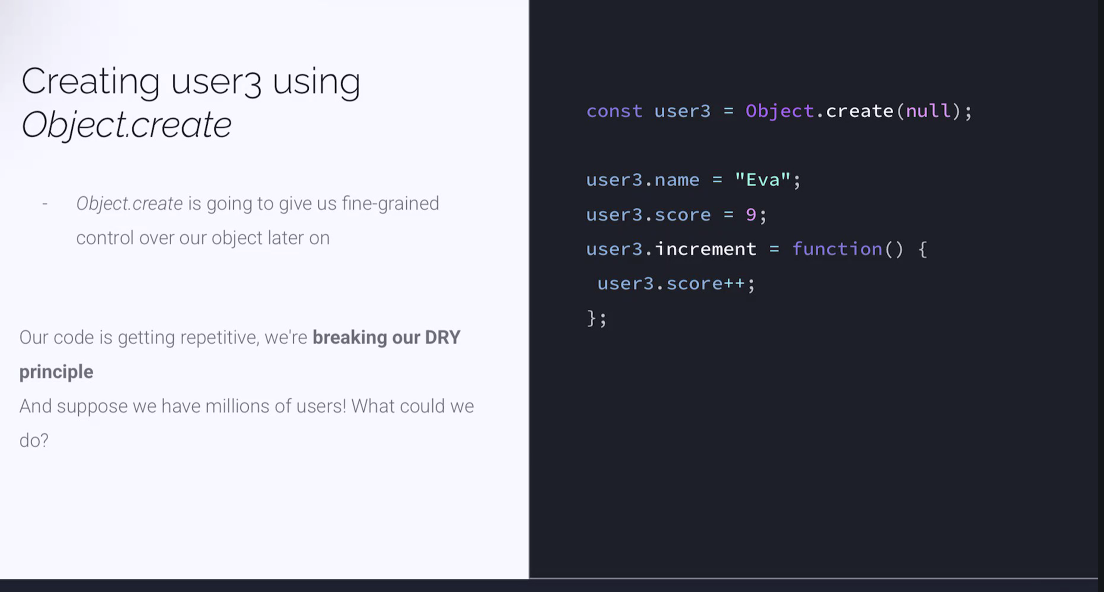 Creating user3 using
Object.create
- Object.create is going to give us fine-grained
control over our object later on
Our code is getting repetitive, we're breaking our DRY
principle
And suppose we have millions of users! What could we
do?
const user3 = Object.create(null);
user3.name = "Eva";
user3.score = 9;
user3.increment = function() {
 user3.score++;
};